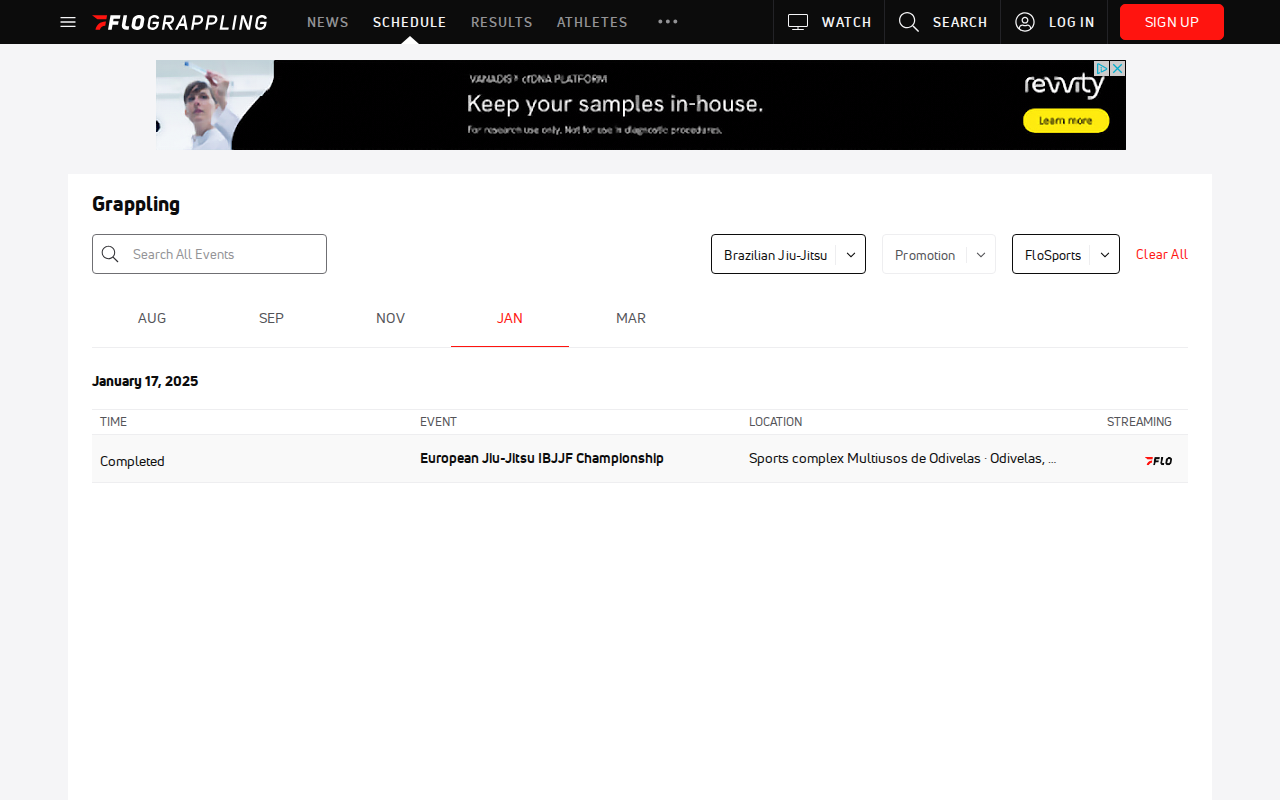 FLOGRAPPLING NEWS SCHEDULE RESULTS ATHLETES WATCH SEARCH LOG IN SIGN UP
VANADIS® cfDNA PLATFORM
Keep your samples in-house.
For research use only. Not for use in diagnostic procedures.
revvity
Learn more
Grappling
Search All Events
Brazilian Jiu-Jitsu
Promotion
FloSports
Clear All
AUG SEP NOV JAN MAR
January 17, 2025
TIME EVENT LOCATION STREAMING
Completed European Jiu-Jitsu IBJJF Championship Sports complex Multiusos de Odivelas · Odivelas, ... FLO